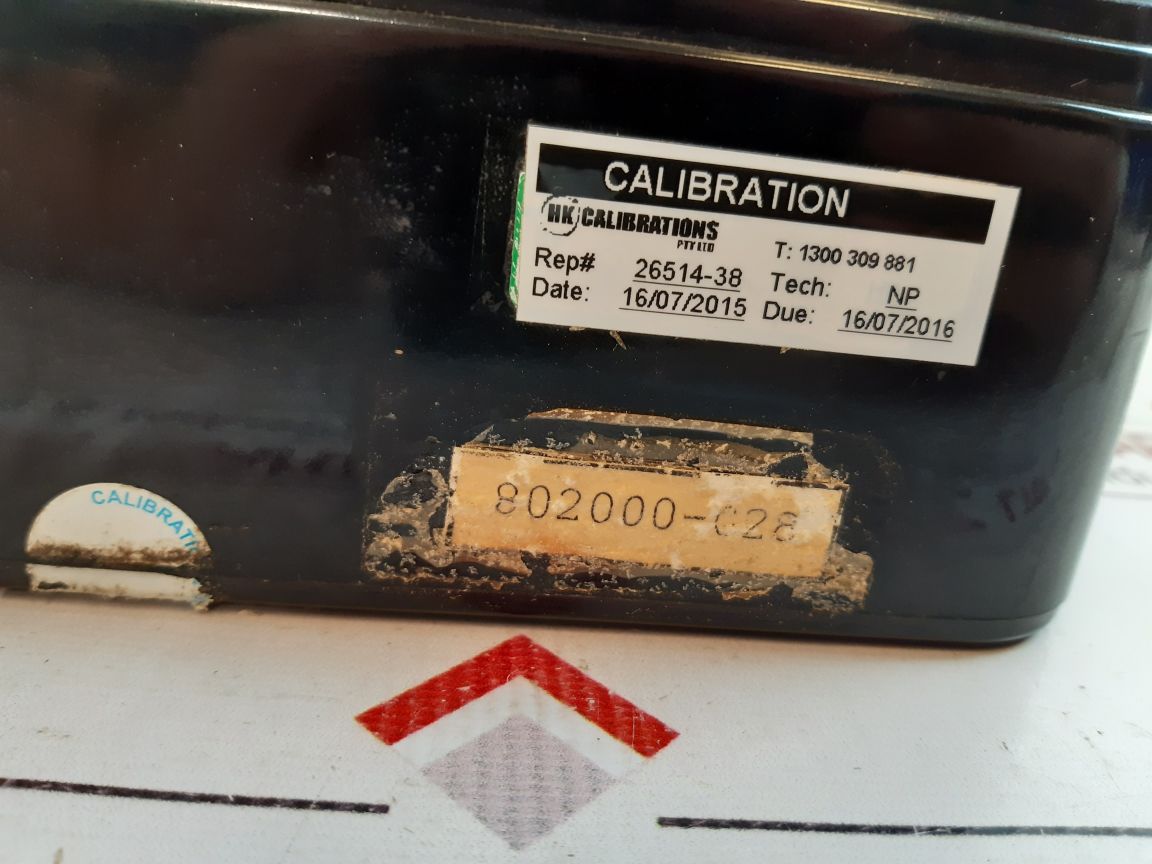 CALIBRATION
HK CALIBRATIONS
PTY LTD
T: 1300 309 881
Rep# 26514-38 Tech: NP
Date: 16/07/2015 Due: 16/07/2016
802000-C28
CALIBRATI